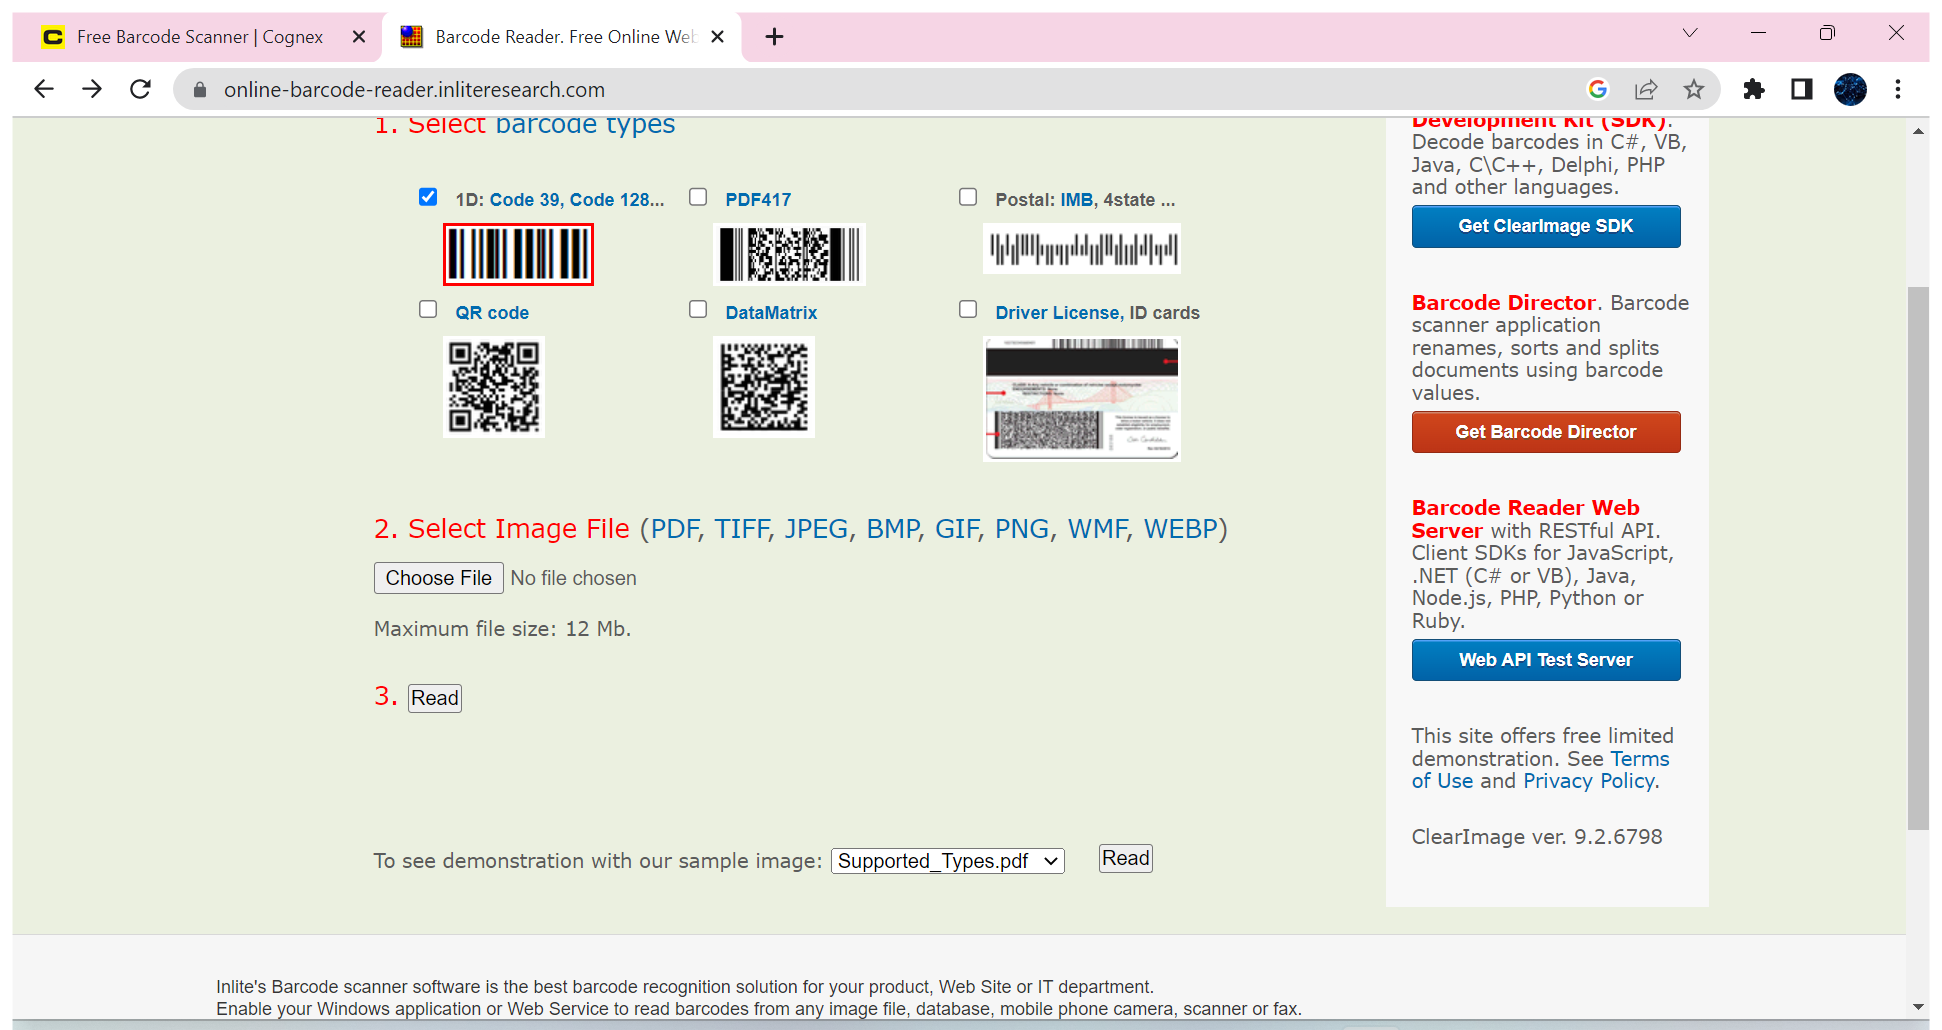 Free Barcode Scanner | Cognex
Barcode Reader. Free Online Web
online-barcode-reader.inliteresearch.com
1. Select barcode types
1D: Code 39, Code 128...
PDF417
Postal: IMB, 4state ...
QR code
DataMatrix
Driver License, ID cards
2. Select Image File (PDF, TIFF, JPEG, BMP, GIF, PNG, WMF, WEBP)
Choose File No file chosen
Maximum file size: 12 Mb.
3. Read
To see demonstration with our sample image: Supported_Types.pdf Read
Development Kit (SDK).
Decode barcodes in C#, VB,
Java, C\C++, Delphi, PHP
and other languages.
Get ClearImage SDK
Barcode Director. Barcode
scanner application
renames, sorts and splits
documents using barcode
values.
Get Barcode Director
Barcode Reader Web
Server with RESTful API.
Client SDKs for JavaScript,
.NET (C# or VB), Java,
Node.js, PHP, Python or
Ruby.
Web API Test Server
This site offers free limited
demonstration. See Terms
of Use and Privacy Policy.
ClearImage ver. 9.2.6798
Inlite's Barcode scanner software is the best barcode recognition solution for your product, Web Site or IT department.
Enable your Windows application or Web Service to read barcodes from any image file, database, mobile phone camera, scanner or fax.